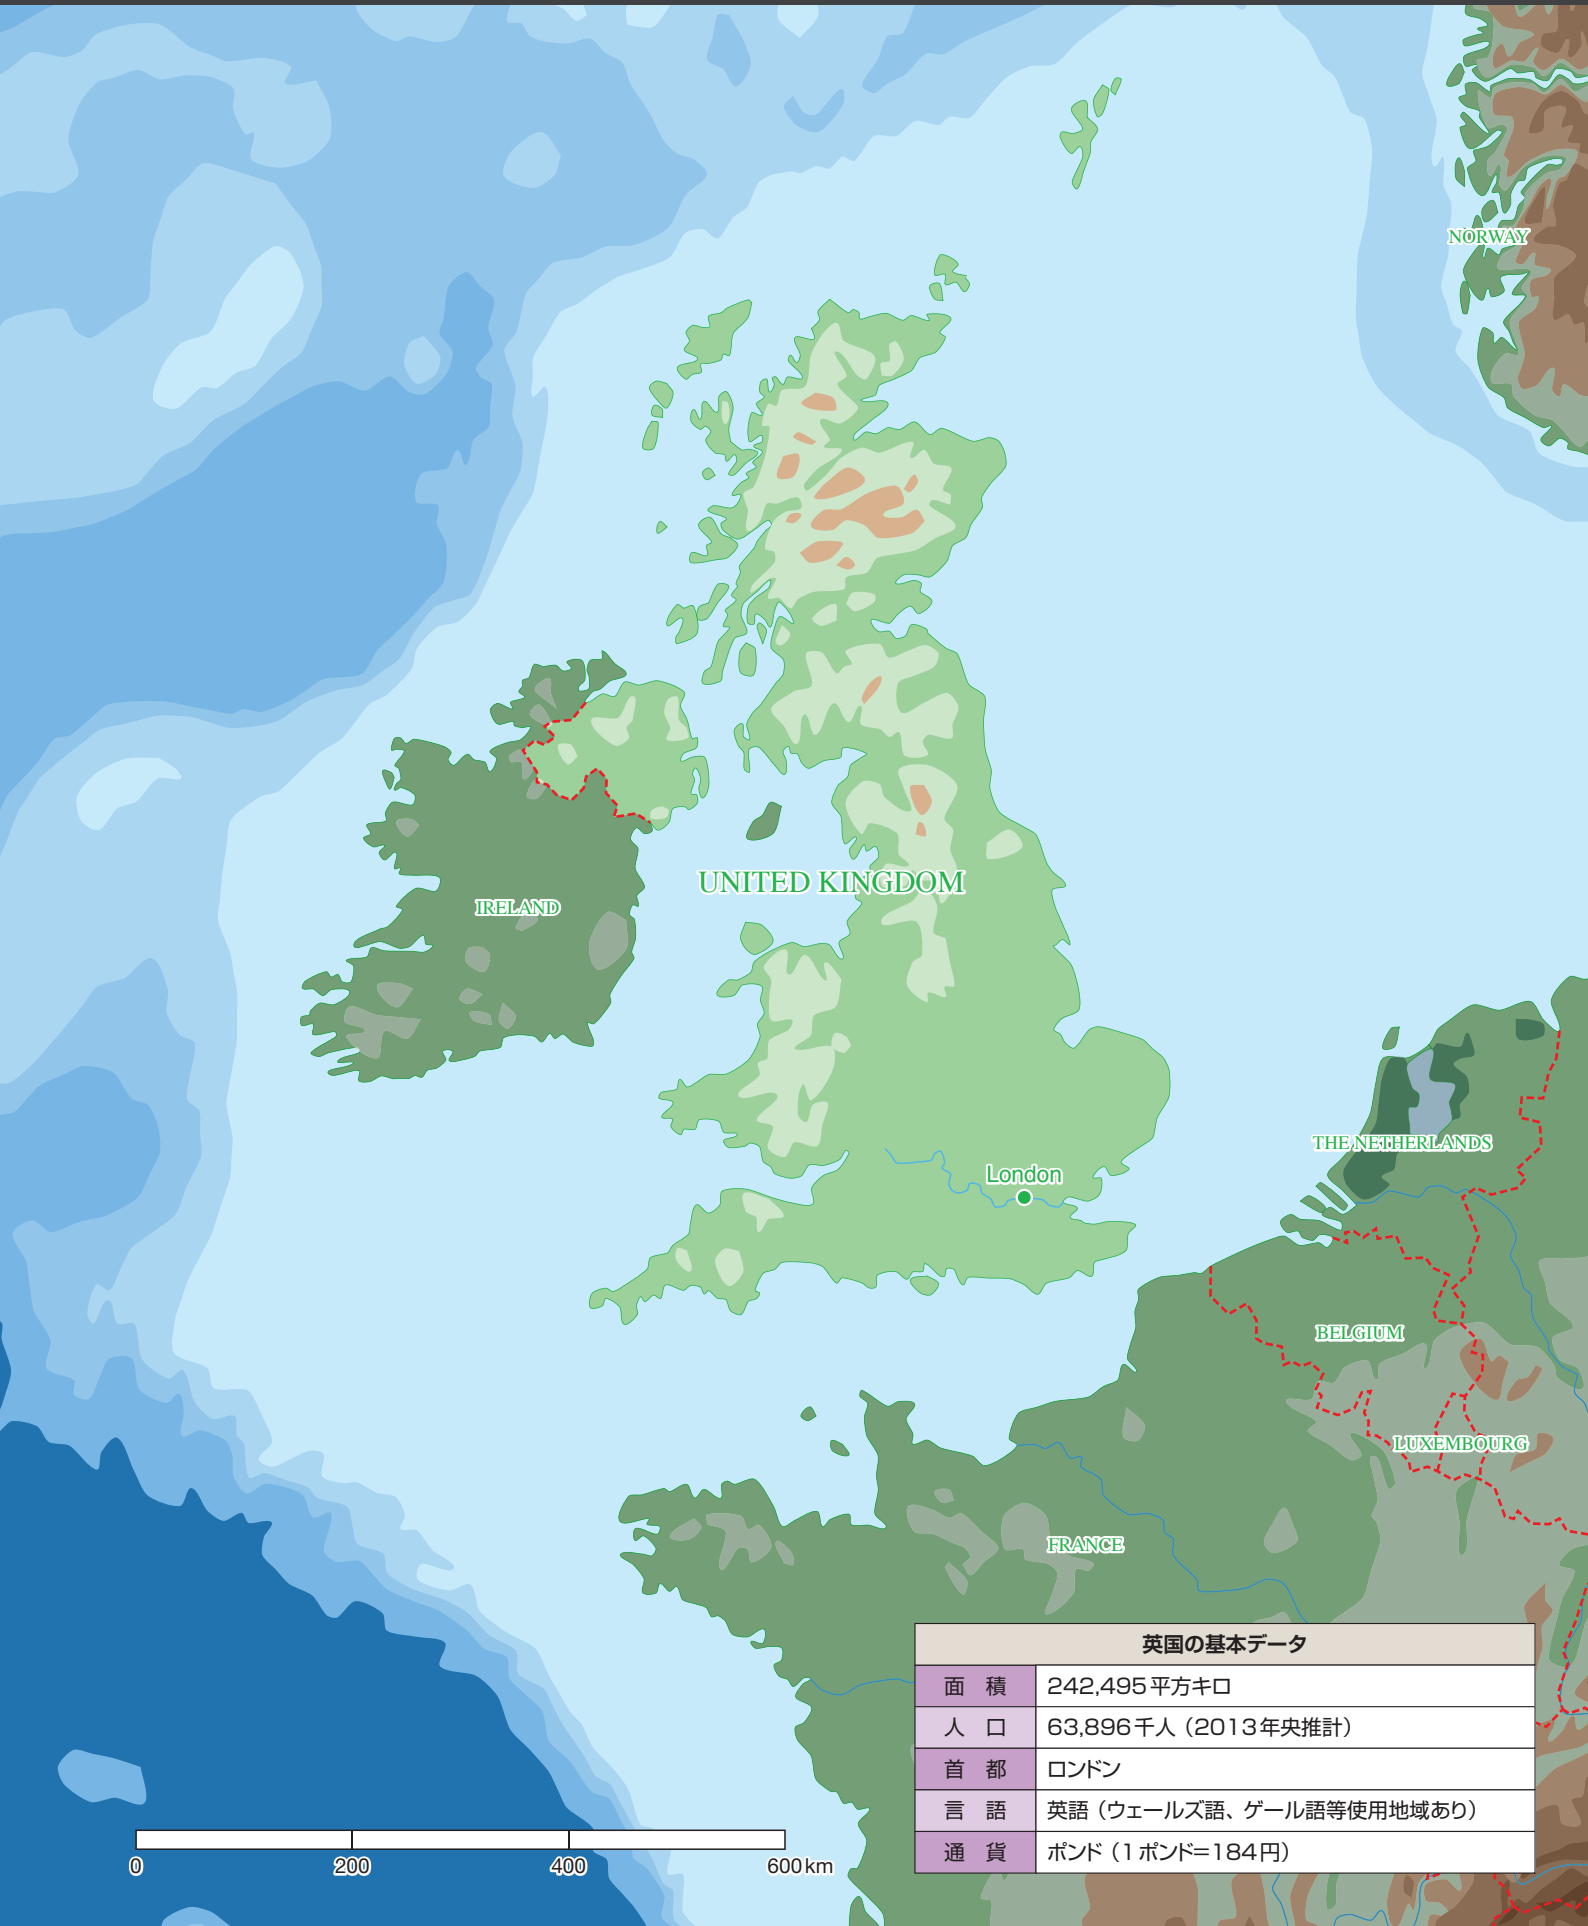 NORWAY
UNITED KINGDOM
IRELAND
THE NETHERLANDS
London
BELGIUM
LUXEMBOURG
FRANCE
英国の基本データ
面 積 242,495平方キロ
人 口 63,896千人（2013年央推計）
首 都 ロンドン
言 語 英語（ウェールズ語、ゲール語等使用地域あり）
通 貨 ポンド（1ポンド=184円）
0 200 400 600km